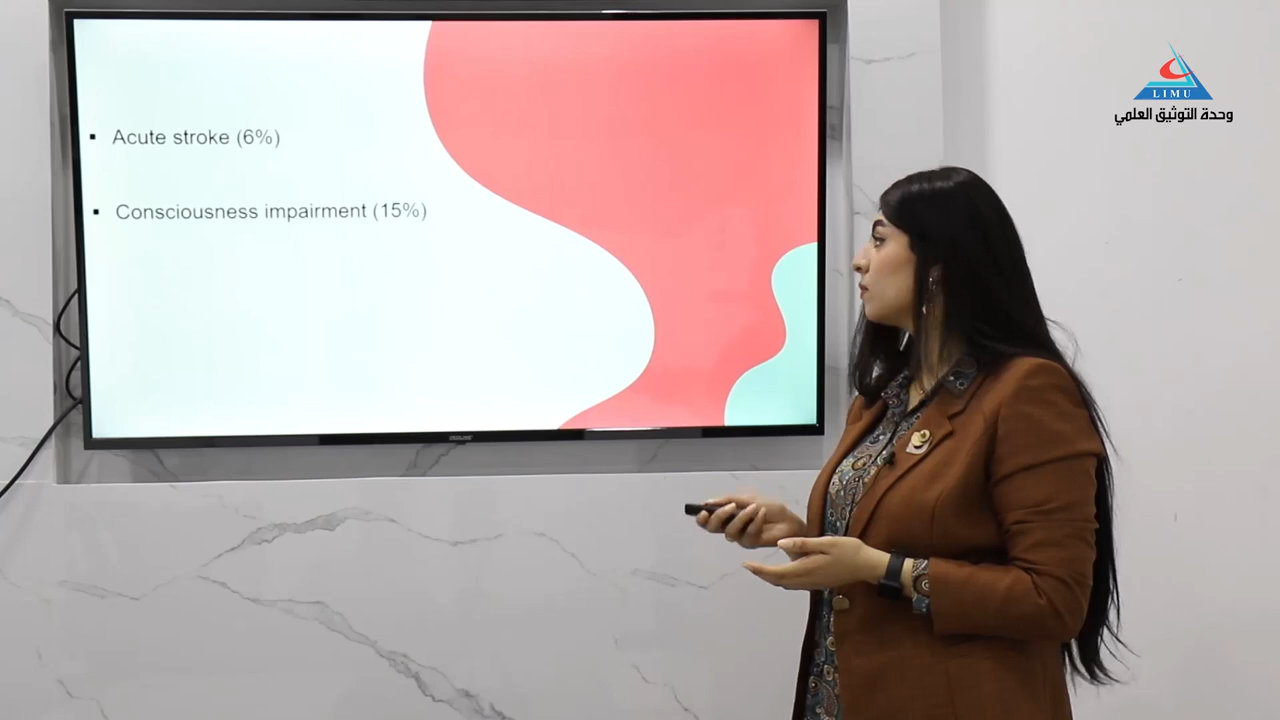 ▪ Acute stroke (6%)
▪ Consciousness impairment (15%)
LIMU
وحدة التوثيق العلمي